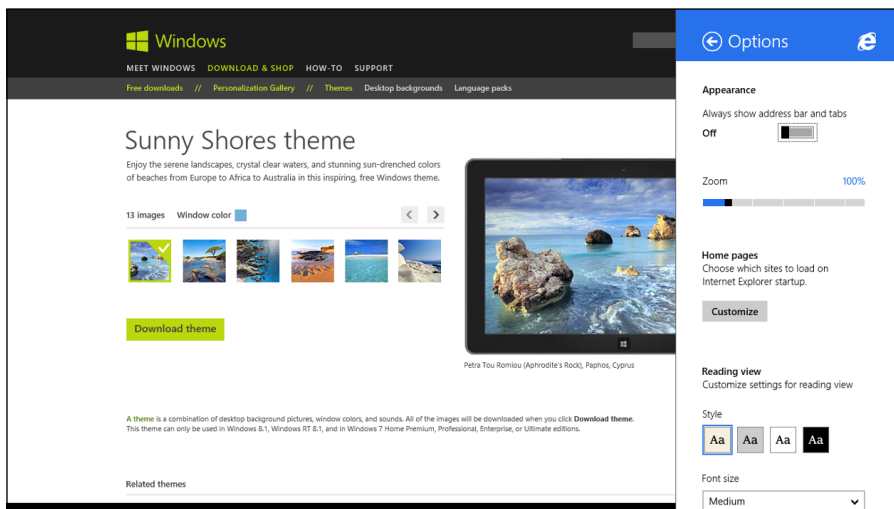 Windows
MEET WINDOWS DOWNLOAD & SHOP HOW-TO SUPPORT
Free downloads // Personalization Gallery // Themes Desktop backgrounds Language packs
Sunny Shores theme
Enjoy the serene landscapes, crystal clear waters, and stunning sun-drenched colors
of beaches from Europe to Africa to Australia in this inspiring, free Windows theme.
13 images Window color
Download theme
Petra Tou Romiou (Aphrodite's Rock), Paphos, Cyprus
A theme is a combination of desktop background pictures, window colors, and sounds. All of the images will be downloaded when you click Download theme.
This theme can only be used in Windows 8.1, Windows RT 8.1, and in Windows 7 Home Premium, Professional, Enterprise, or Ultimate editions.
Related themes
Options
Appearance
Always show address bar and tabs
Off
Zoom 100%
Home pages
Choose which sites to load on
Internet Explorer startup.
Customize
Reading view
Customize settings for reading view
Style
Aa Aa Aa Aa
Font size
Medium